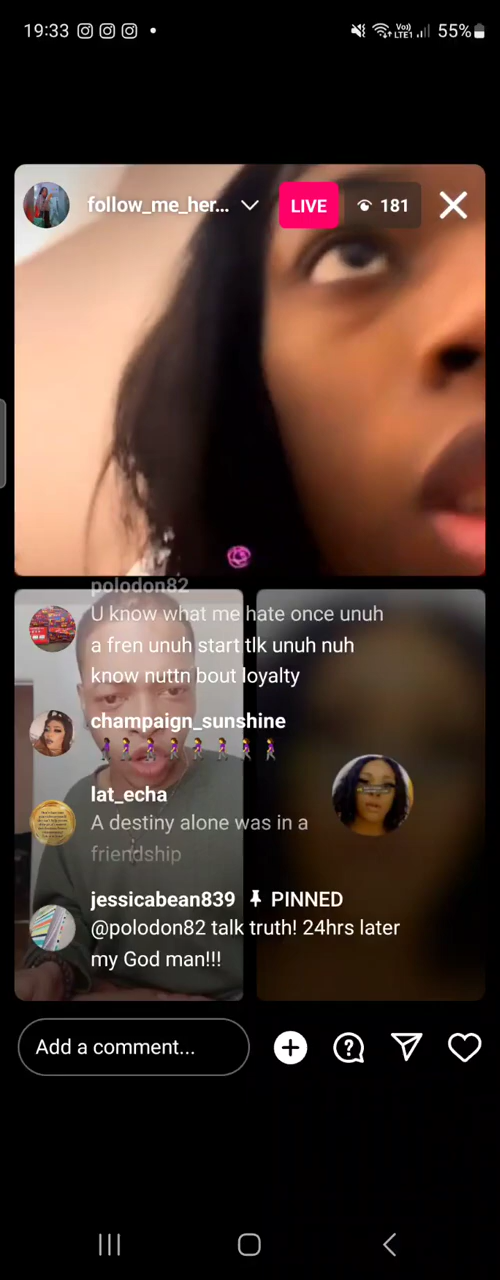 19:33
Vo))
LTE1
55%
follow_me_her...
LIVE
181
polodon82
U know what me hate once unuh
a fren unuh start tlk unuh nuh
know nuttn bout loyalty
champaign_sunshine
🚶🏾‍♀️🚶🏾‍♀️🚶‍♀️🚶‍♀️🚶‍♀️🚶‍♀️🚶‍♀️🚶‍♀️
lat_echa
A destiny alone was in a
friendship
jessicabean839 📌 PINNED
@polodon82 talk truth! 24hrs later
my God man!!!
Add a comment...